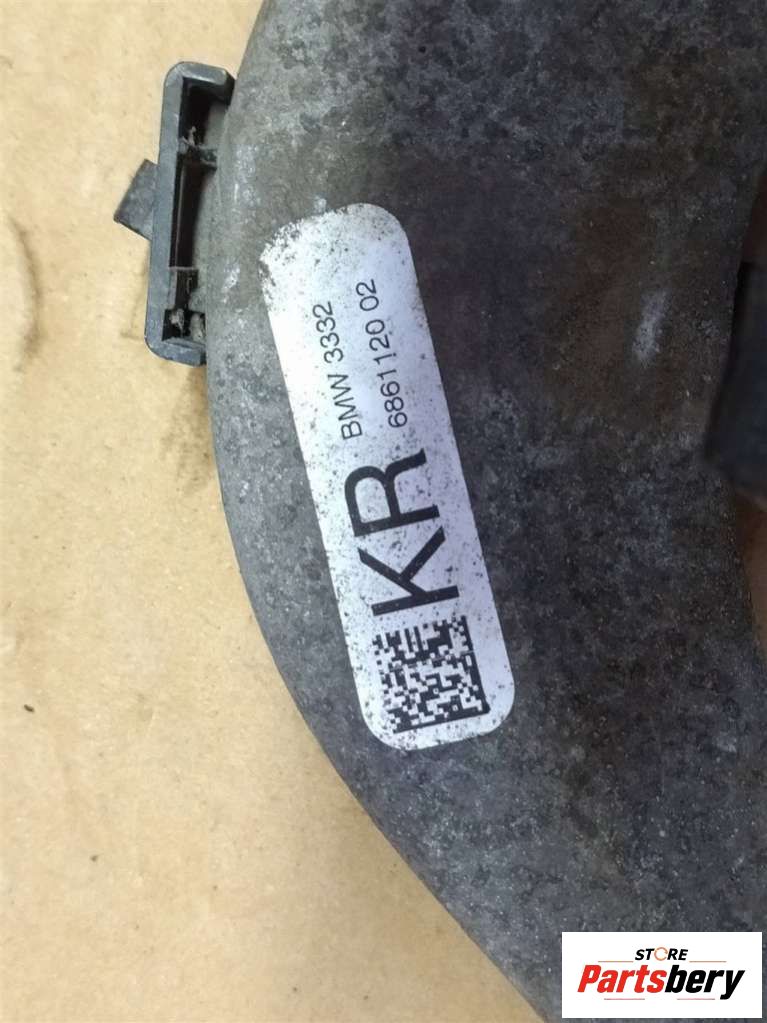 BMW 3332
6861120 02
KR
STORE
Partsbery